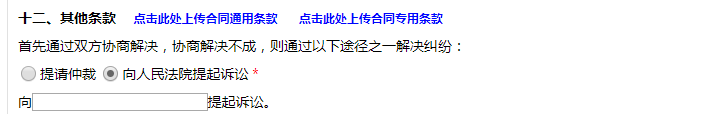 十二、其他条款 点击此处上传合同通用条款 点击此处上传合同专用条款
首先通过双方协商解决，协商解决不成，则通过以下途径之一解决纠纷：
提请仲裁 向人民法院提起诉讼 *
向 提起诉讼。